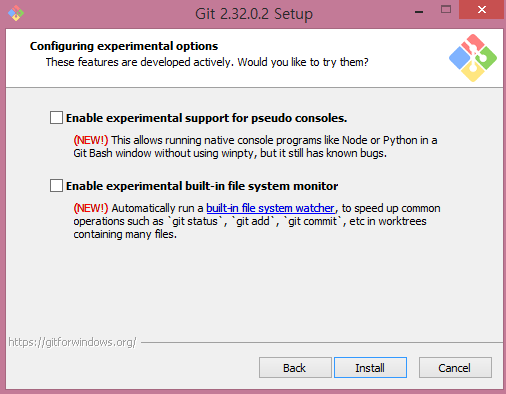 Git 2.32.0.2 Setup
Configuring experimental options
These features are developed actively. Would you like to try them?
Enable experimental support for pseudo consoles.
(NEW!) This allows running native console programs like Node or Python in a
Git Bash window without using winpty, but it still has known bugs.
Enable experimental built-in file system monitor
(NEW!) Automatically run a built-in file system watcher, to speed up common
operations such as `git status`, `git add`, `git commit`, etc in worktrees
containing many files.
https://gitforwindows.org/
Back
Install
Cancel